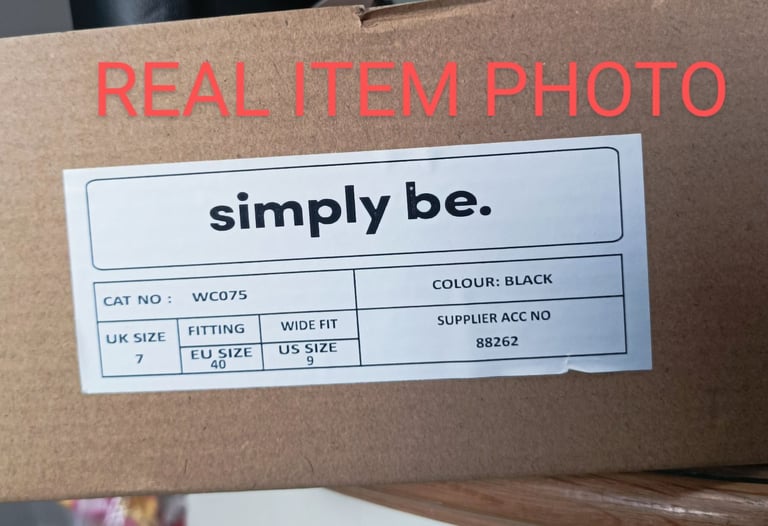 REAL ITEM PHOTO
simply be.
CAT NO : WC075
COLOUR: BLACK
UK SIZE
7
FITTING
WIDE FIT
EU SIZE
40
US SIZE
9
SUPPLIER ACC NO
88262